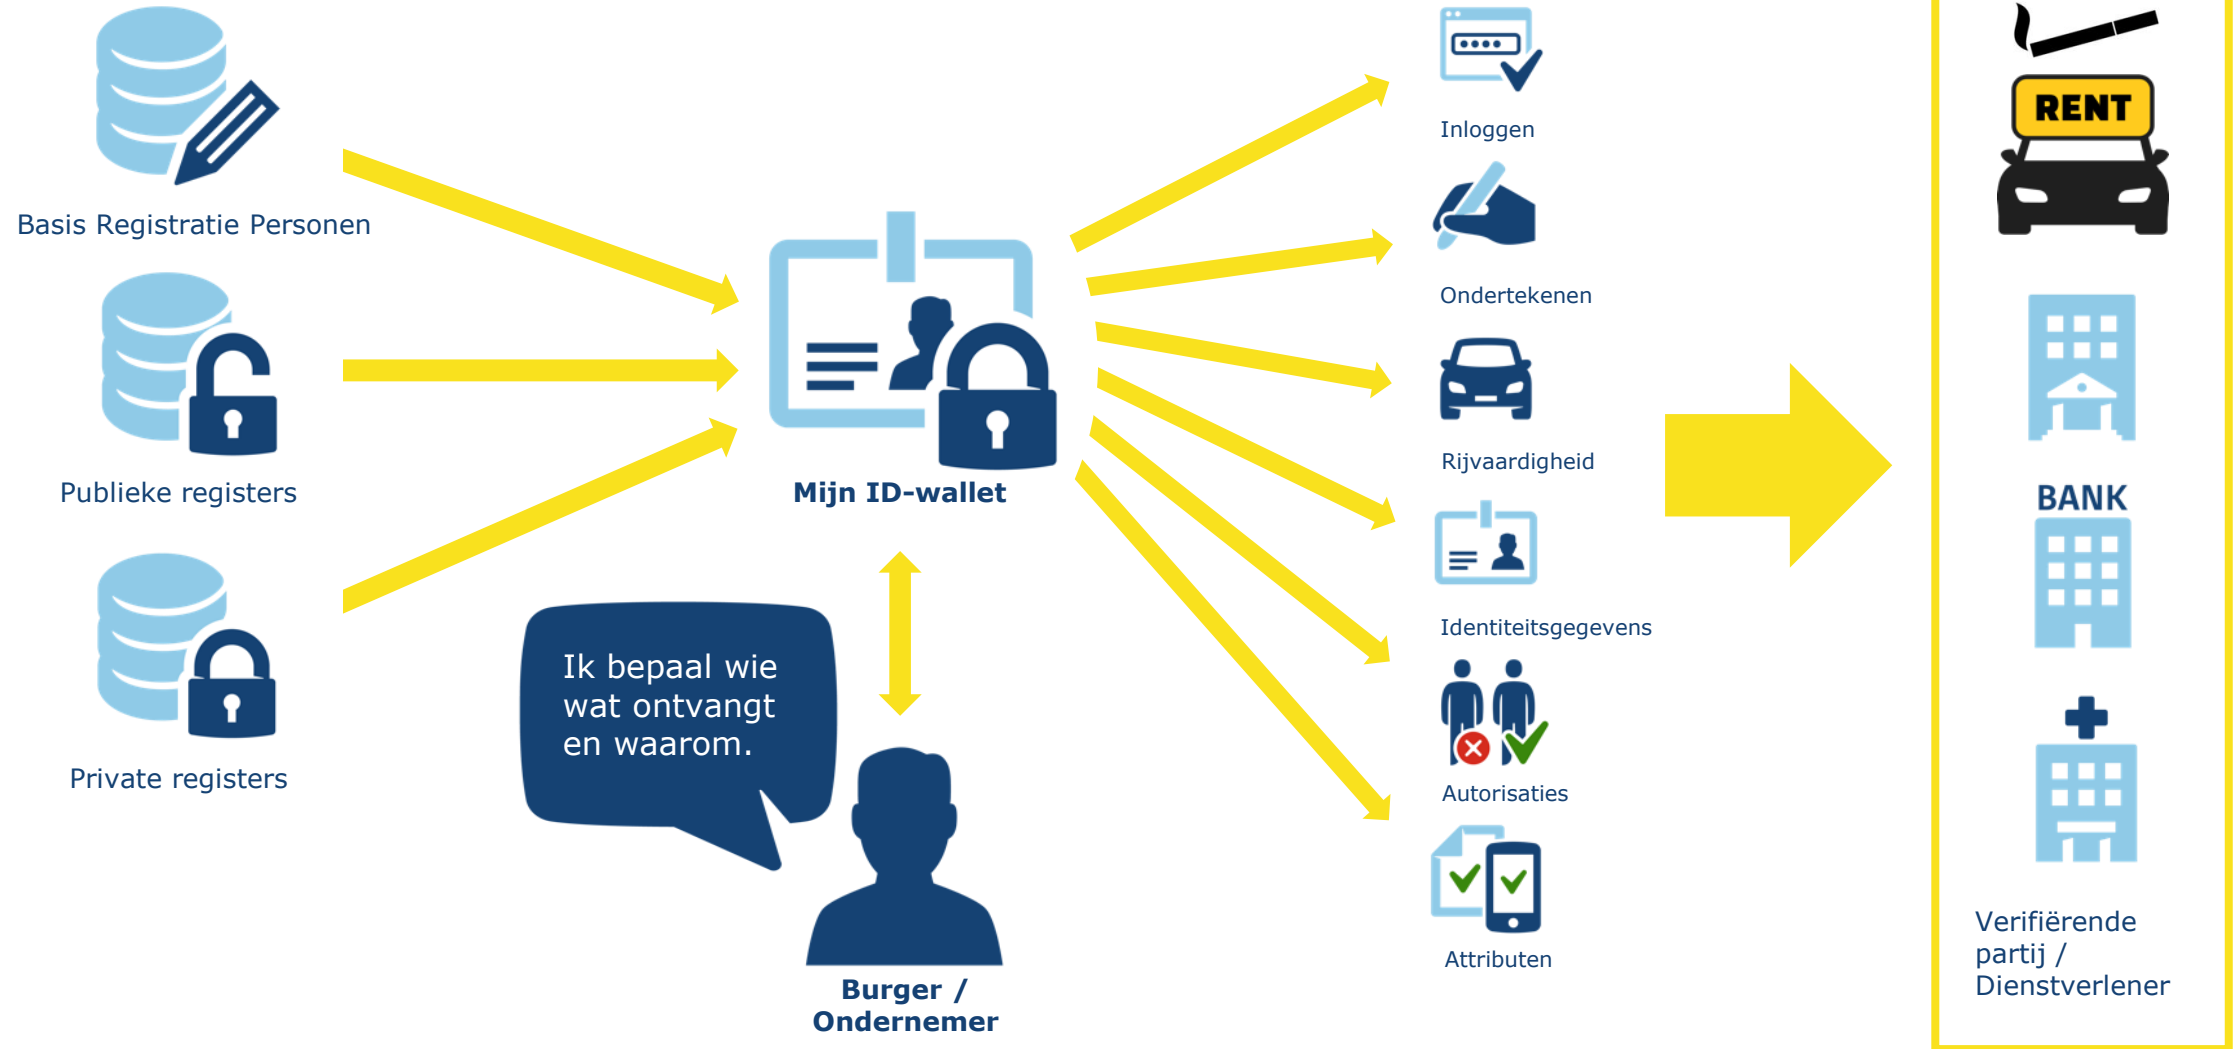 Basis Registratie Personen
Publieke registers
Private registers
Mijn ID-wallet
Ik bepaal wie
wat ontvangt
en waarom.
Burger /
Ondernemer
Inloggen
Ondertekenen
Rijvaardigheid
Identiteitsgegevens
Autorisaties
Attributen
RENT
BANK
Verifiërende
partij /
Dienstverlener